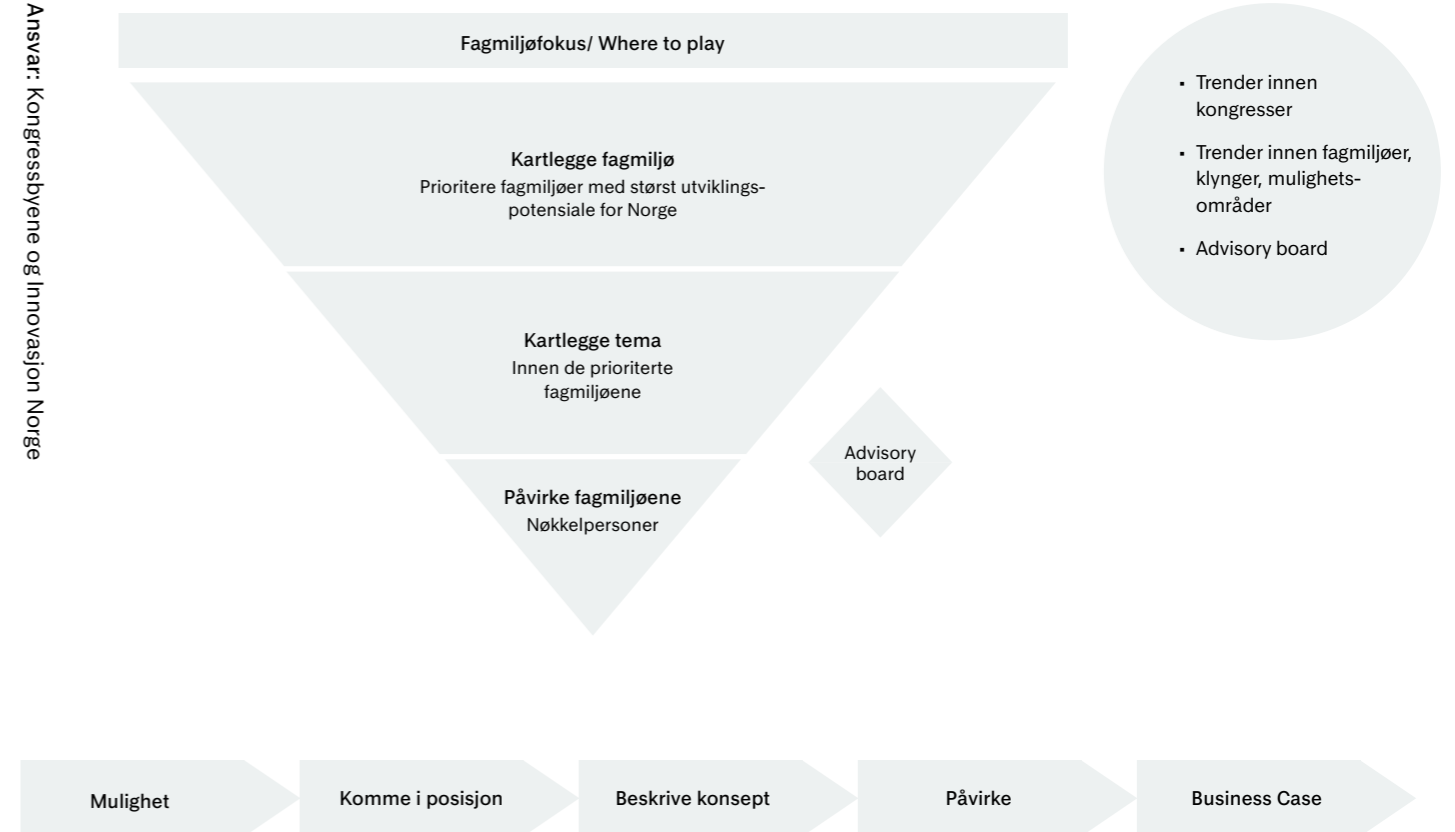 Ansvar: Kongressbyene og Innovasjon Norge
Fagmiljøfokus/ Where to play
Kartlegge fagmiljø
Prioritere fagmiljøer med størst utviklings-
potensiale for Norge
Kartlegge tema
Innen de prioriterte
fagmiljøene
Påvirke fagmiljøene
Nøkkelpersoner
Advisory
board
▪ Trender innen
kongresser
▪ Trender innen fagmiljøer,
klynger, mulighets-
områder
▪ Advisory board
Mulighet
Komme i posisjon
Beskrive konsept
Påvirke
Business Case